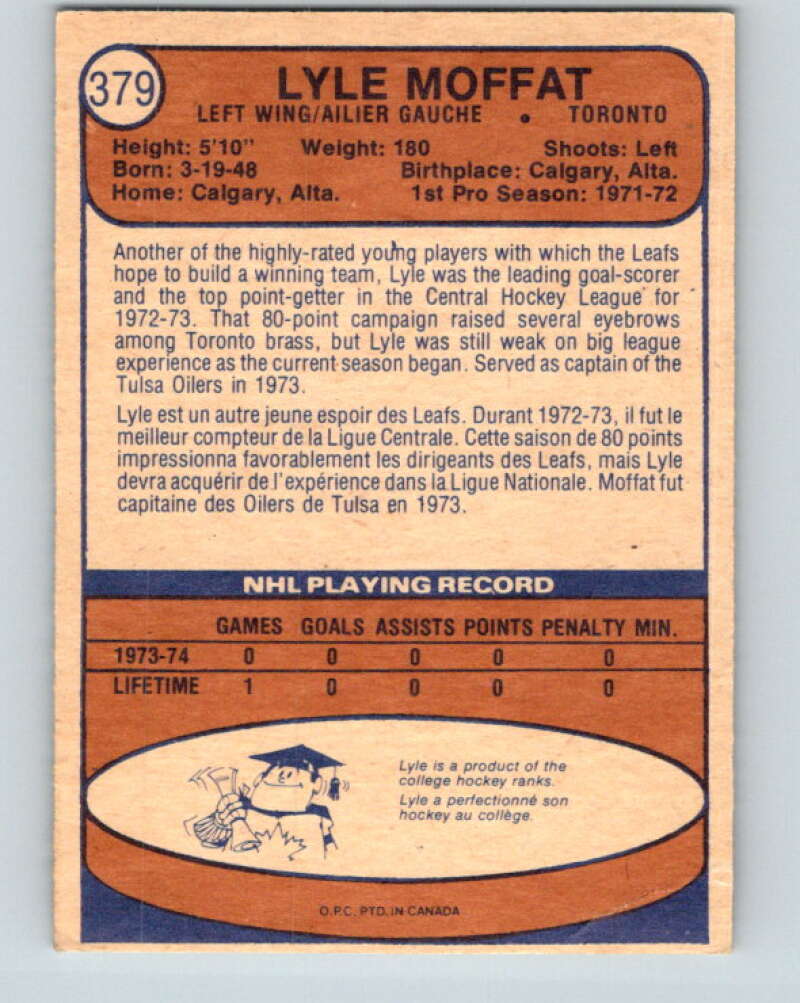 379
LYLE MOFFAT
LEFT WING/AILIER GAUCHE • TORONTO
Height: 5'10" Weight: 180 Shoots: Left
Born: 3-19-48 Birthplace: Calgary, Alta.
Home: Calgary, Alta. 1st Pro Season: 1971-72
Another of the highly-rated young players with which the Leafs
hope to build a winning team, Lyle was the leading goal-scorer
and the top point-getter in the Central Hockey League for
1972-73. That 80-point campaign raised several eyebrows
among Toronto brass, but Lyle was still weak on big league
experience as the current season began. Served as captain of the
Tulsa Oilers in 1973.
Lyle est un autre jeune espoir des Leafs. Durant 1972-73, il fut le
meilleur compteur de la Ligue Centrale. Cette saison de 80 points
impressionna favorablement les dirigeants des Leafs, mais Lyle
devra acquérir de l'expérience dans la Ligue Nationale. Moffat fut
capitaine des Oilers de Tulsa en 1973.
NHL PLAYING RECORD
GAMES GOALS ASSISTS POINTS PENALTY MIN.
1973-74 0 0 0 0 0
LIFETIME 1 0 0 0 0
Lyle is a product of the
college hockey ranks.
Lyle a perfectionné son
hockey au collège.
O.P.C. PTD. IN CANADA